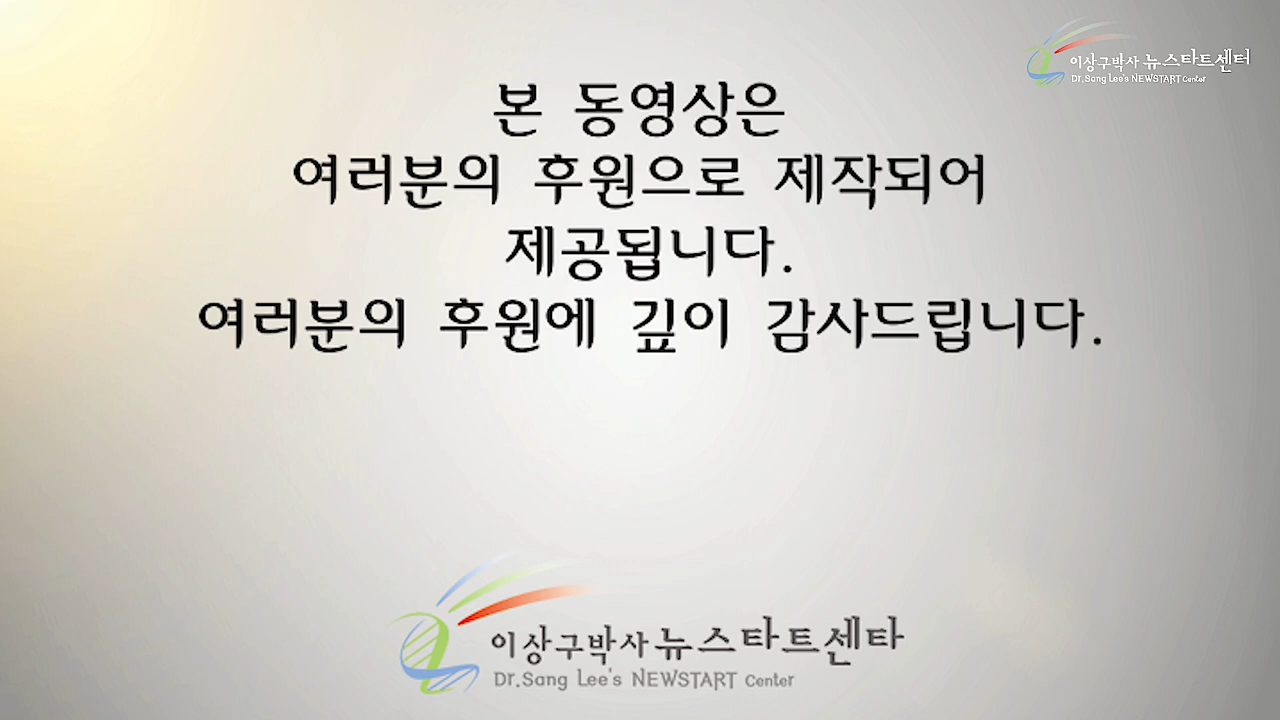 이상구박사 뉴스타트센터
Dr.Sang Lee's NEWSTART Center
본 동영상은
여러분의 후원으로 제작되어
제공됩니다.
여러분의 후원에 깊이 감사드립니다.
이상구박사 뉴스타트센타
Dr.Sang Lee's NEWSTART Center